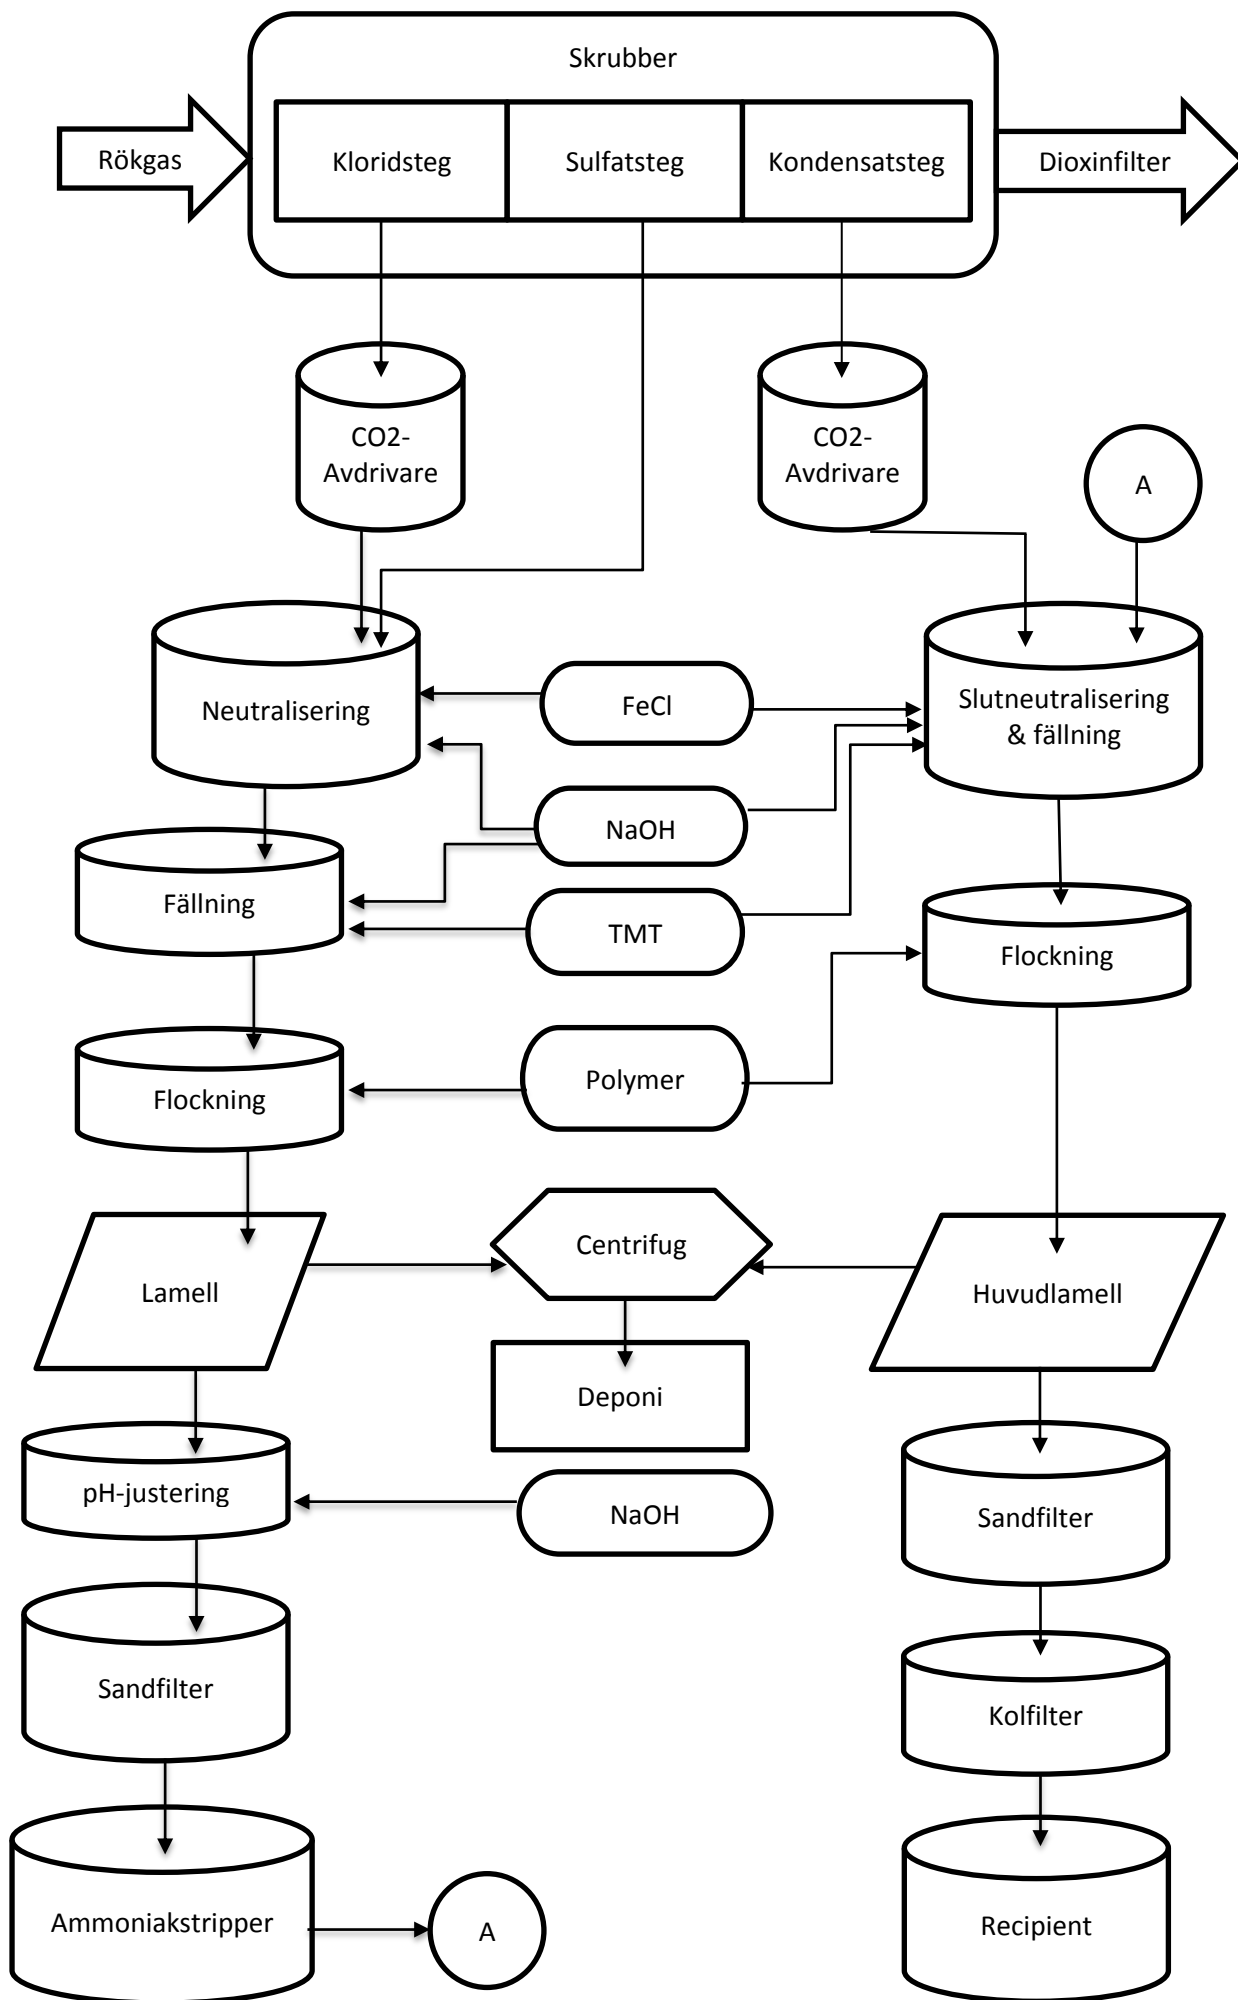 Skrubber
Rökgas
Kloridsteg
Sulfatsteg
Kondensatsteg
Dioxinfilter
CO2-
Avdrivare
CO2-
Avdrivare
A
Neutralisering
FeCl
Slutneutralisering
& fällning
NaOH
Fällning
TMT
Flockning
Flockning
Polymer
Lamell
Centrifug
Huvudlamell
Deponi
pH-justering
NaOH
Sandfilter
Sandfilter
Kolfilter
Ammoniakstripper
A
Recipient